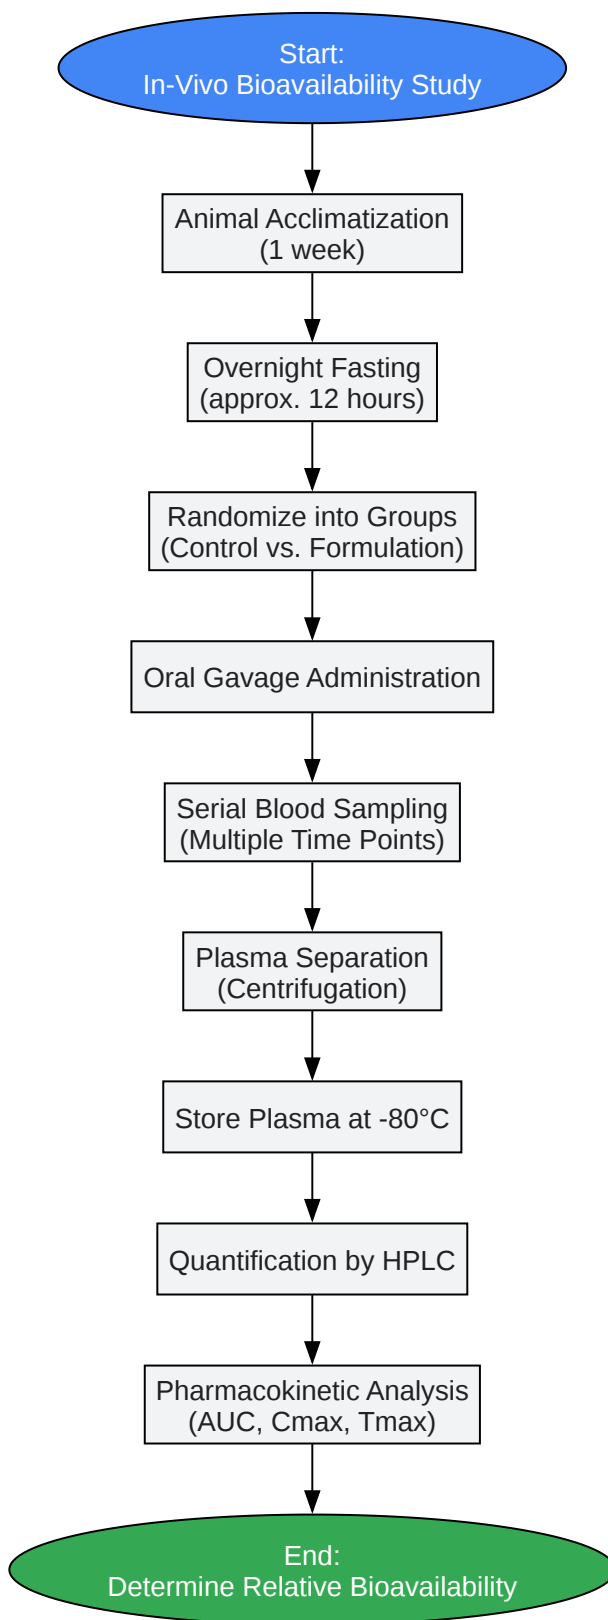 Start:
In-Vivo Bioavailability Study
Animal Acclimatization
(1 week)
Overnight Fasting
(approx. 12 hours)
Randomize into Groups
(Control vs. Formulation)
Oral Gavage Administration
Serial Blood Sampling
(Multiple Time Points)
Plasma Separation
(Centrifugation)
Store Plasma at -80°C
Quantification by HPLC
Pharmacokinetic Analysis
(AUC, Cmax, Tmax)
End:
Determine Relative Bioavailability